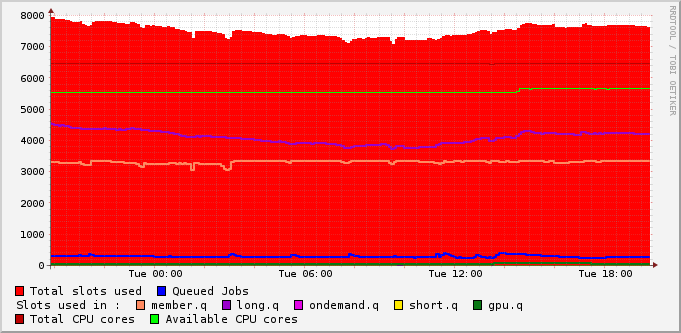 RRDTOOL / TOBI OETIKER
8000
7000
6000
5000
4000
3000
2000
1000
0
Tue 00:00 Tue 06:00 Tue 12:00 Tue 18:00
Total slots used Queued Jobs
Slots used in : member.q long.q ondemand.q short.q gpu.q
Total CPU cores Available CPU cores